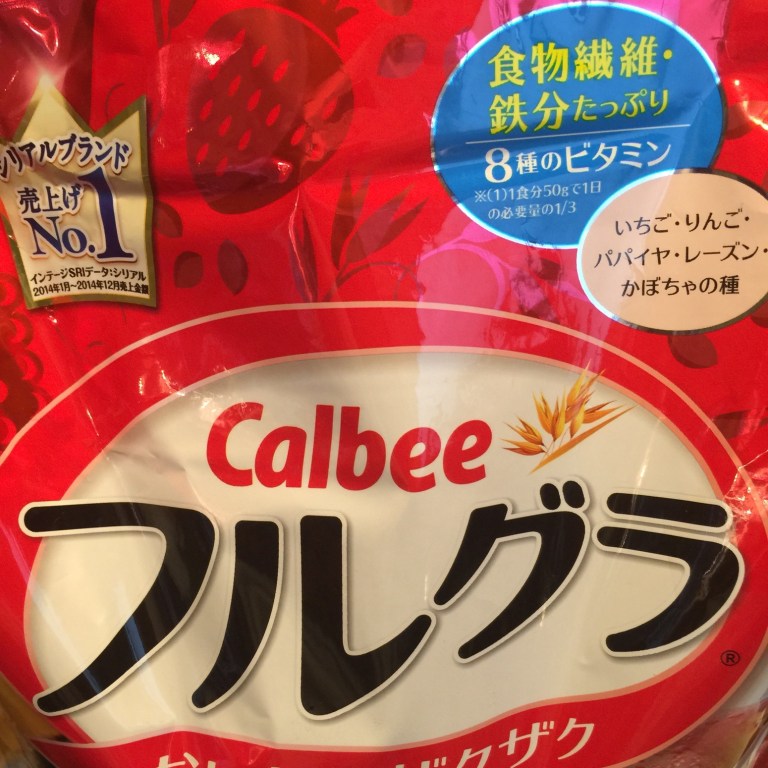 シリアルブランド
売上げ
No.1
インテージSRIデータ:シリアル
2014年1月〜2014年12月売上金額
食物繊維・
鉄分たっぷり
8種のビタミン
※(1)1食分50gで1日
の必要量の1/3
いちご・りんご・
パパイヤ・レーズン・
かぼちゃの種
Calbee
フルグラ
®
ザクザク